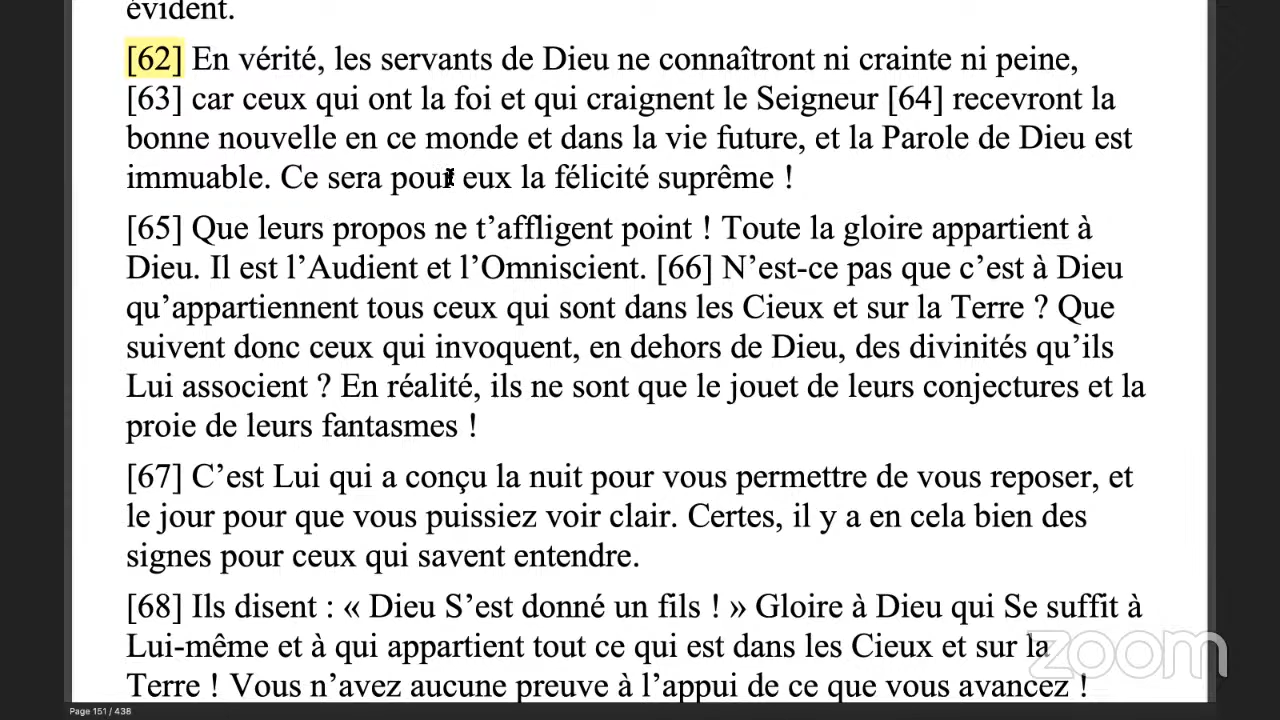 évident.
[62] En vérité, les servants de Dieu ne connaîtront ni crainte ni peine,
[63] car ceux qui ont la foi et qui craignent le Seigneur [64] recevront la
bonne nouvelle en ce monde et dans la vie future, et la Parole de Dieu est
immuable. Ce sera pour eux la félicité suprême !
[65] Que leurs propos ne t’affligent point ! Toute la gloire appartient à
Dieu. Il est l’Audient et l’Omniscient. [66] N’est-ce pas que c’est à Dieu
qu’appartiennent tous ceux qui sont dans les Cieux et sur la Terre ? Que
suivent donc ceux qui invoquent, en dehors de Dieu, des divinités qu’ils
Lui associent ? En réalité, ils ne sont que le jouet de leurs conjectures et la
proie de leurs fantasmes !
[67] C’est Lui qui a conçu la nuit pour vous permettre de vous reposer, et
le jour pour que vous puissiez voir clair. Certes, il y a en cela bien des
signes pour ceux qui savent entendre.
[68] Ils disent : « Dieu S’est donné un fils ! » Gloire à Dieu qui Se suffit à
Lui-même et à qui appartient tout ce qui est dans les Cieux et sur la
Terre ! Vous n’avez aucune preuve à l’appui de ce que vous avancez !
zoom
Page 151 / 438